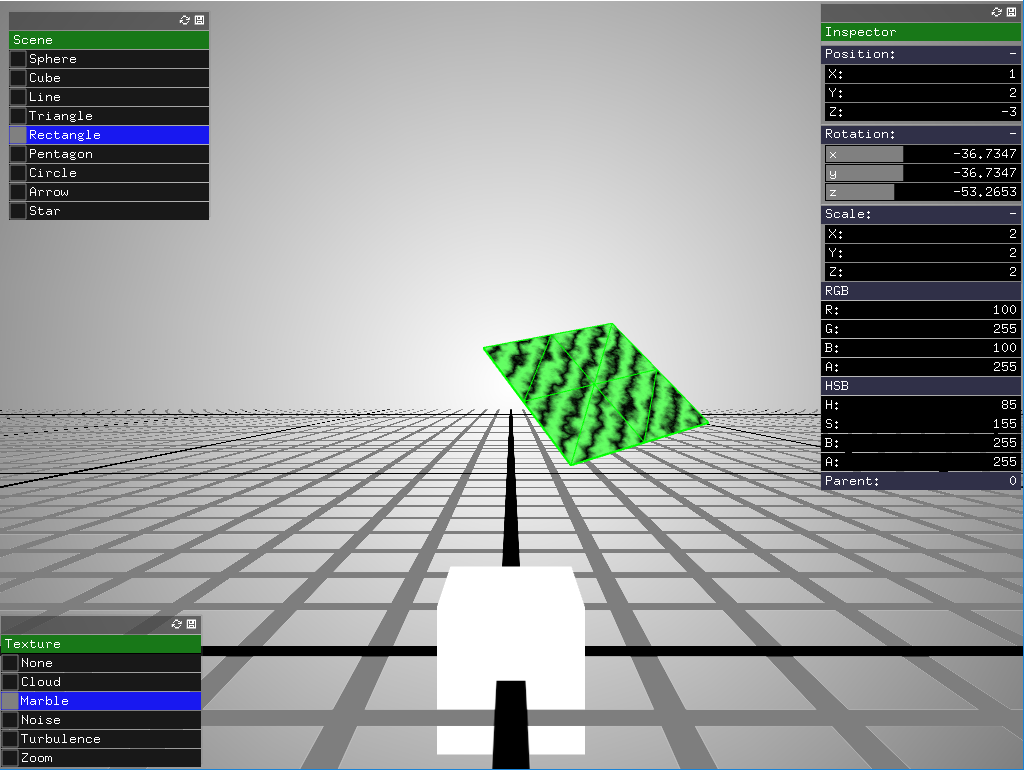 Scene
Sphere
Cube
Line
Triangle
Rectangle
Pentagon
Circle
Arrow
Star
Inspector
Position: -
X: 1
Y: 2
Z: -3
Rotation: -
x -36.7347
y -36.7347
z -53.2653
Scale: -
X: 2
Y: 2
Z: 2
RGB
R: 100
G: 255
B: 100
A: 255
HSB
H: 85
S: 155
B: 255
A: 255
Parent: 0
Texture
None
Cloud
Marble
Noise
Turbulence
Zoom